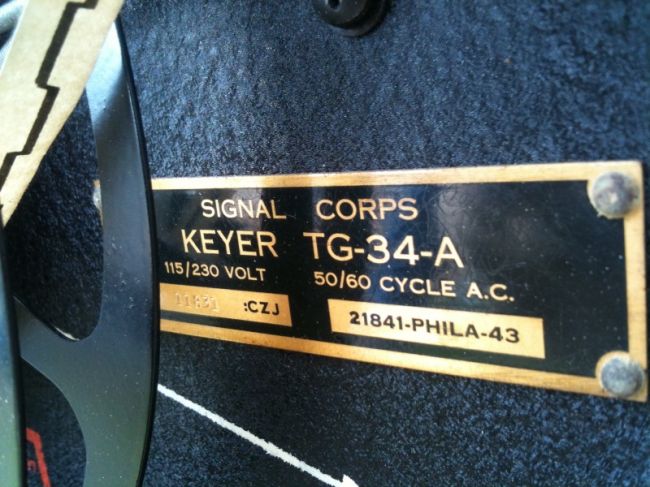 SIGNAL CORPS
KEYER TG-34-A
115/230 VOLT 50/60 CYCLE A.C.
:CZJ 21841-PHILA-43